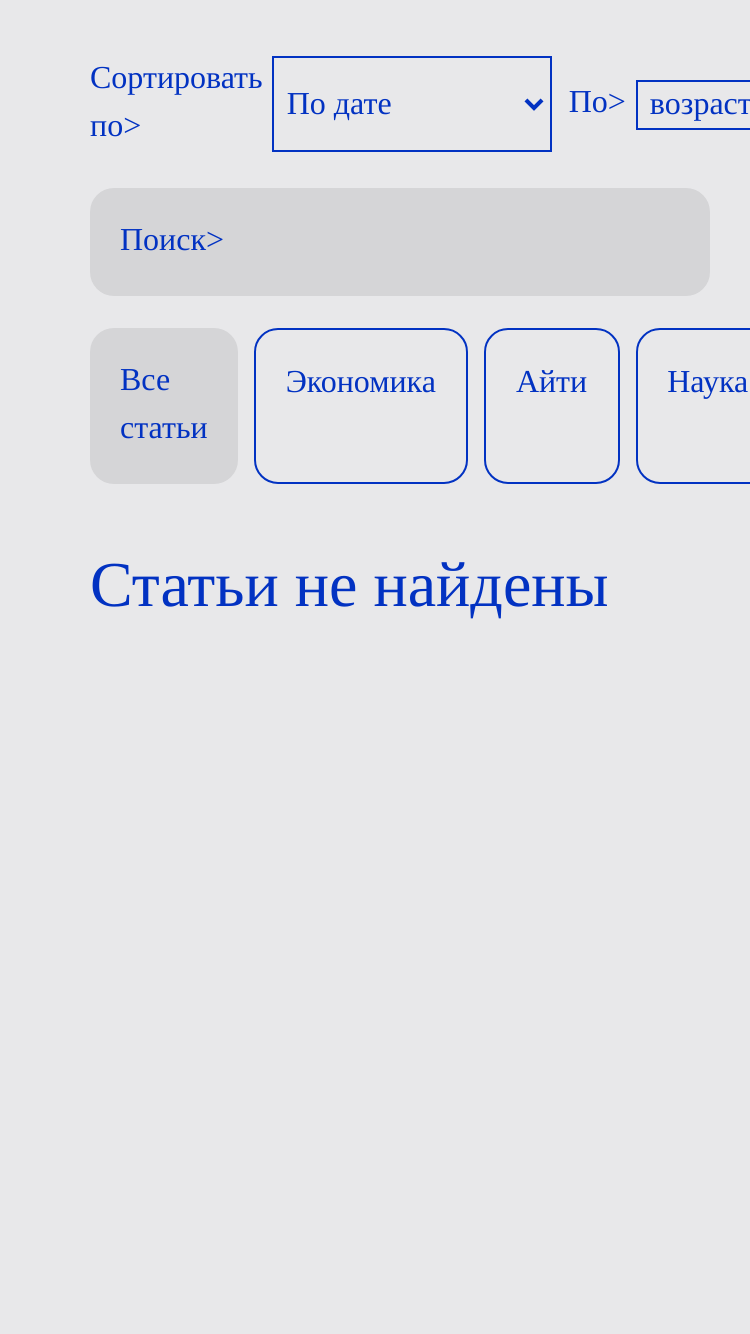 Сортировать
по>
По дате
По>
возраст
Поиск>
Все
статьи
Экономика
Айти
Наука
Статьи не найдены